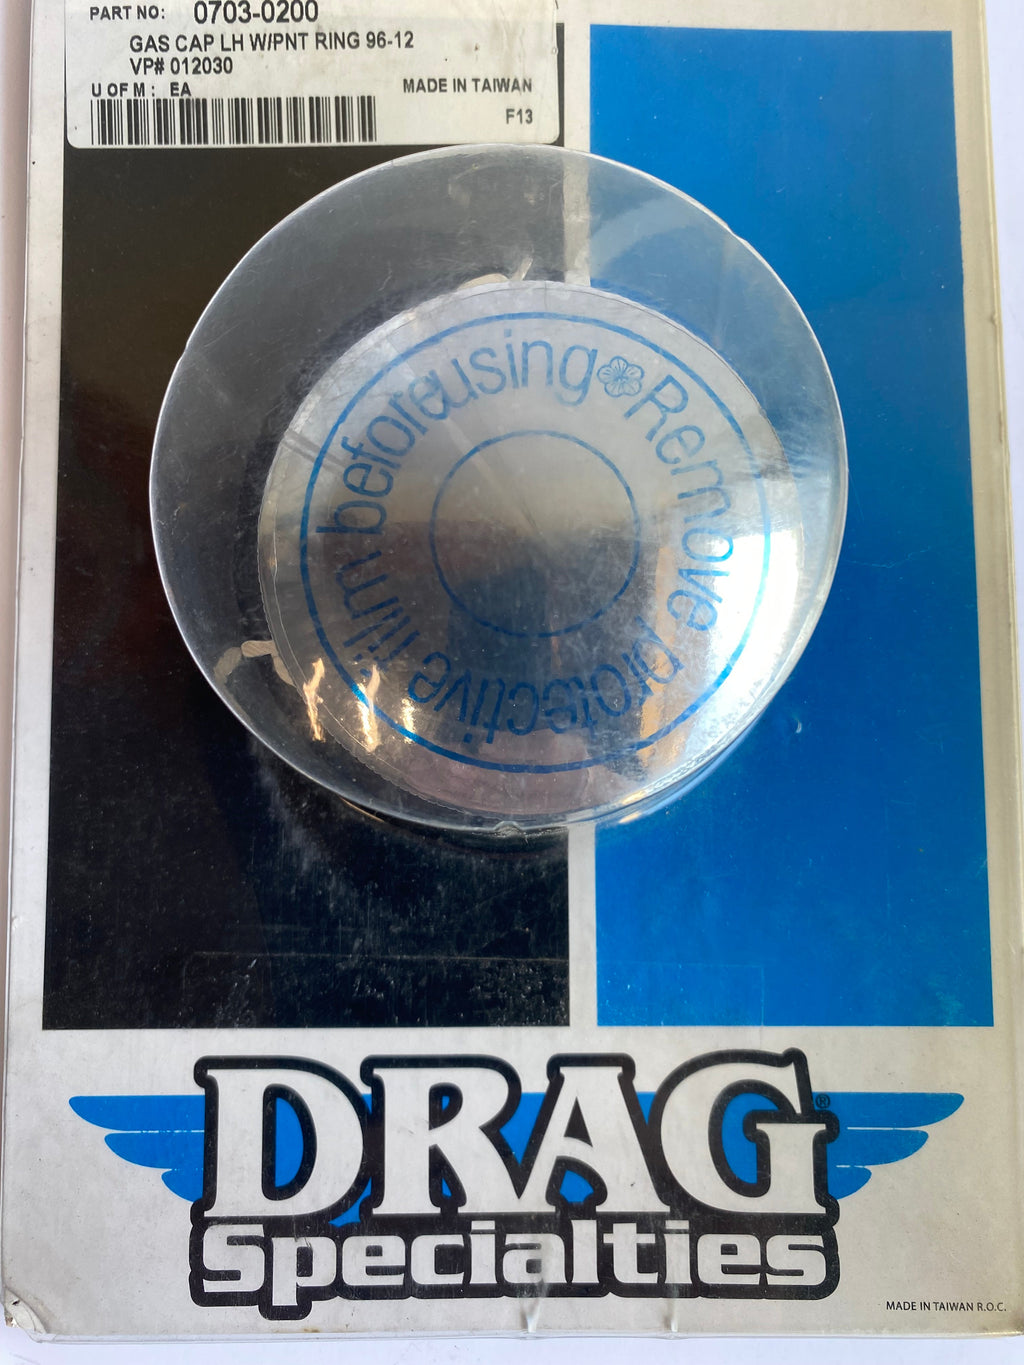 PART NO: 0703-0200
GAS CAP LH W/PNT RING 96-12
VP# 012030
U OF M : EA
MADE IN TAIWAN
F13
Remove protective film before using
DRAG®
Specialties
MADE IN TAIWAN R.O.C.